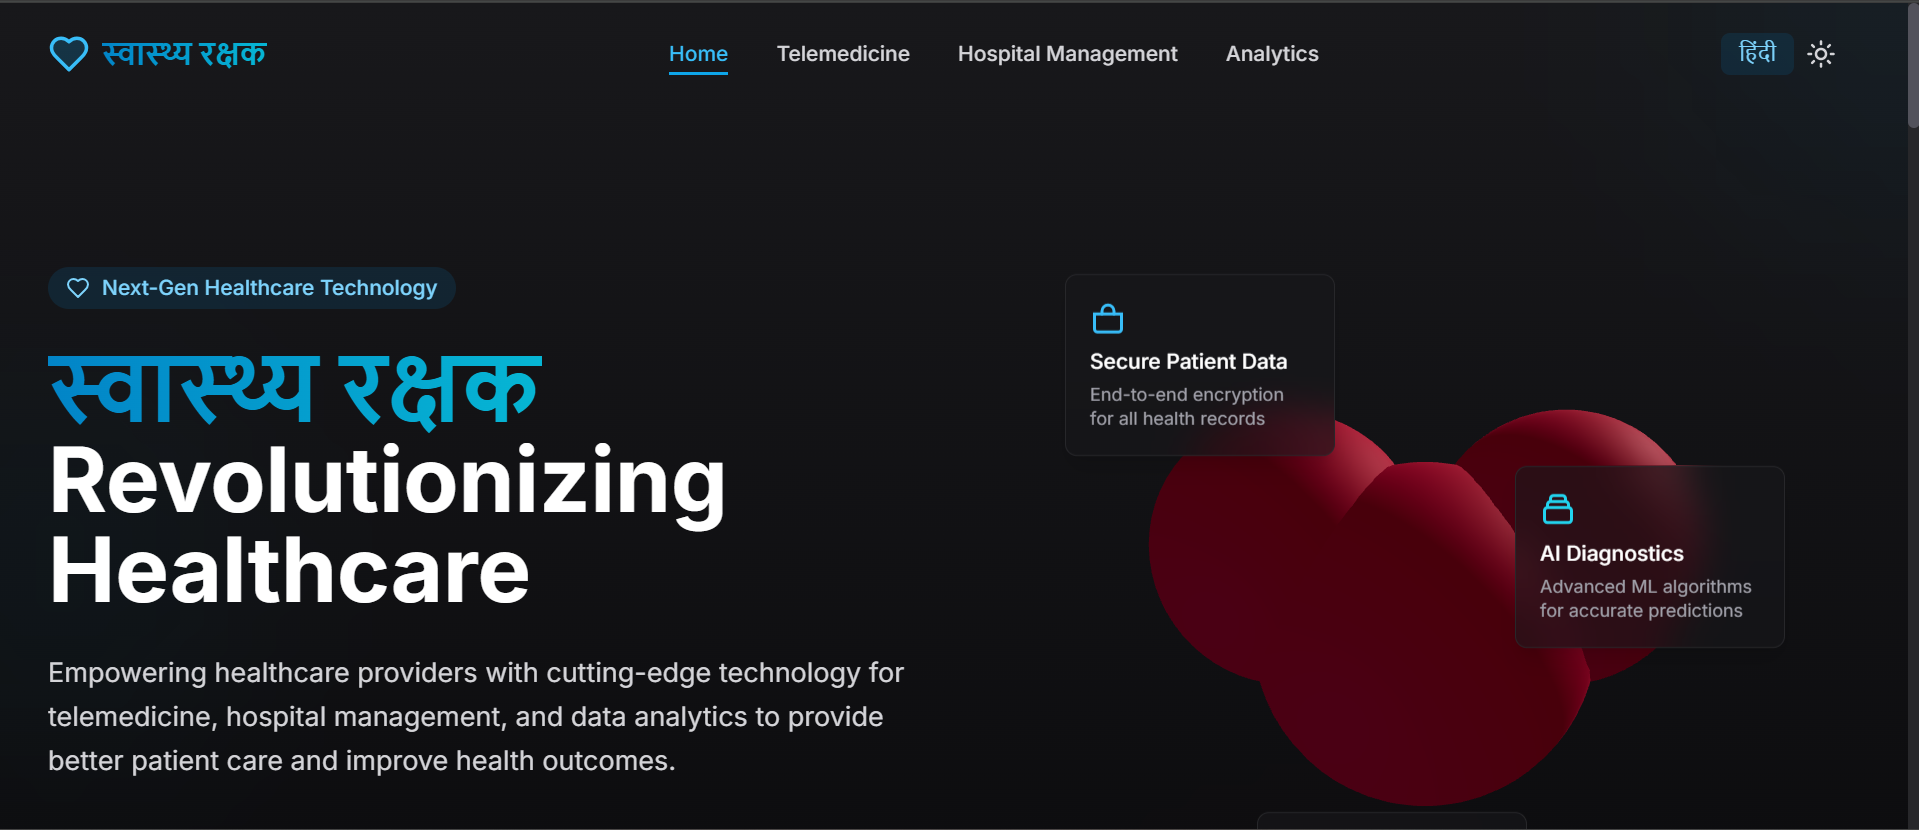 स्वास्थ्य रक्षक
Home
Telemedicine
Hospital Management
Analytics
हिंदी
Next-Gen Healthcare Technology
स्वास्थ्य रक्षक
Revolutionizing
Healthcare
Empowering healthcare providers with cutting-edge technology for
telemedicine, hospital management, and data analytics to provide
better patient care and improve health outcomes.
Secure Patient Data
End-to-end encryption
for all health records
AI Diagnostics
Advanced ML algorithms
for accurate predictions